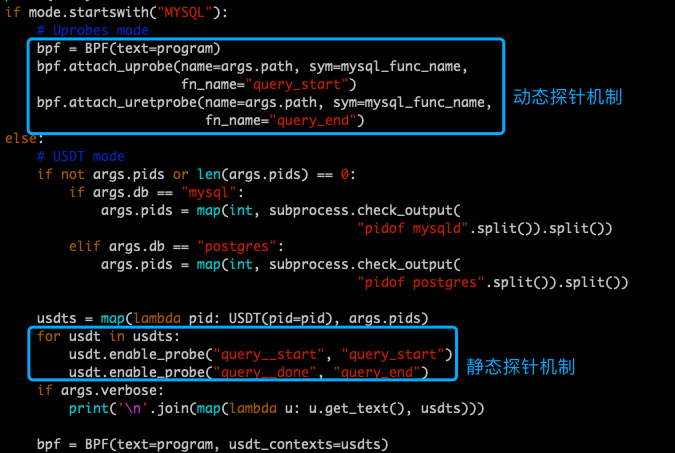 if mode.startswith("MYSQL"):
    # Uprobes mode
    bpf = BPF(text=program)
    bpf.attach_uprobe(name=args.path, sym=mysql_func_name,
                      fn_name="query_start")
    bpf.attach_uretprobe(name=args.path, sym=mysql_func_name,
                         fn_name="query_end")
动态探针机制
else:
    # USDT mode
    if not args.pids or len(args.pids) == 0:
        if args.db == "mysql":
            args.pids = map(int, subprocess.check_output(
                                            "pidof mysqld".split()).split())
        elif args.db == "postgres":
            args.pids = map(int, subprocess.check_output(
                                            "pidof postgres".split()).split())
    usdts = map(lambda pid: USDT(pid=pid), args.pids)
    for usdt in usdts:
        usdt.enable_probe("query__start", "query_start")
        usdt.enable_probe("query__done", "query_end")
静态探针机制
    if args.verbose:
        print('\n'.join(map(lambda u: u.get_text(), usdts)))
    bpf = BPF(text=program, usdt_contexts=usdts)